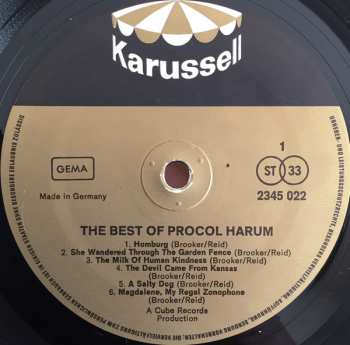 Karussell
GEMA
Made in Germany
1
ST 33
2345 022
THE BEST OF PROCOL HARUM
1. Homburg (Brooker/Reid)
2. She Wandered Through The Garden Fence (Brooker/Reid)
3. The Milk Of Human Kindness (Brooker/Reid)
4. The Devil Came From Kansas
(Brooker/Reid)
5. A Salty Dog (Brooker/Reid)
6. Magdalene, My Regal Zonophone
(Brooker/Reid)
A Cube Records
Production